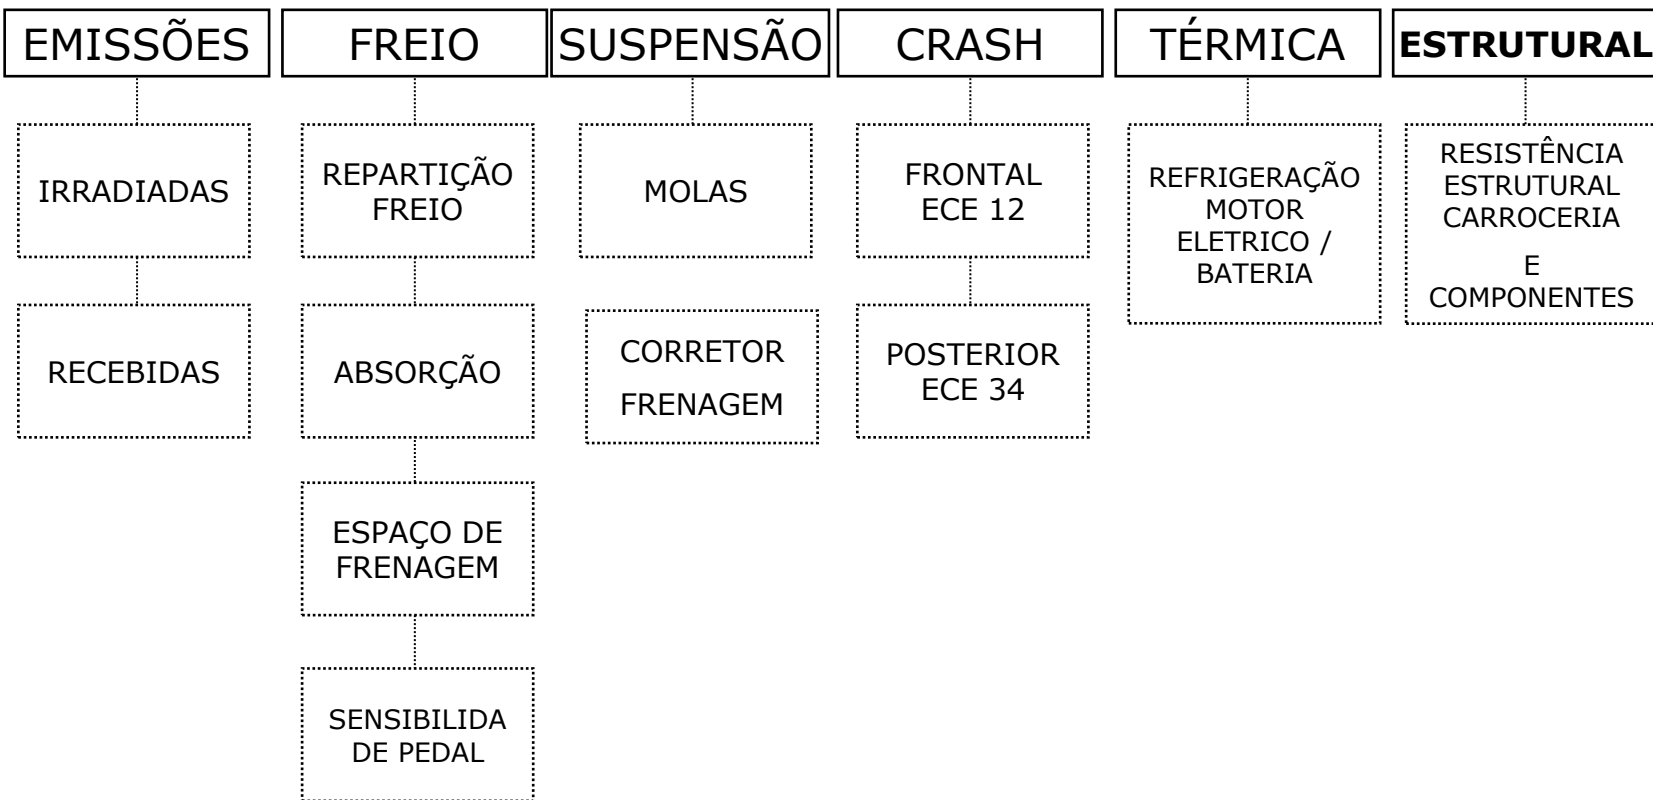 EMISSÕES
FREIO
SUSPENSÃO
CRASH
TÉRMICA
ESTRUTURAL
IRRADIADAS
RECEBIDAS
REPARTIÇÃO
FREIO
ABSORÇÃO
ESPAÇO DE
FRENAGEM
SENSIBILIDA
DE PEDAL
MOLAS
CORRETOR
FRENAGEM
FRONTAL
ECE 12
POSTERIOR
ECE 34
REFRIGERAÇÃO
MOTOR
ELETRICO /
BATERIA
RESISTÊNCIA
ESTRUTURAL
CARROCERIA
E
COMPONENTES